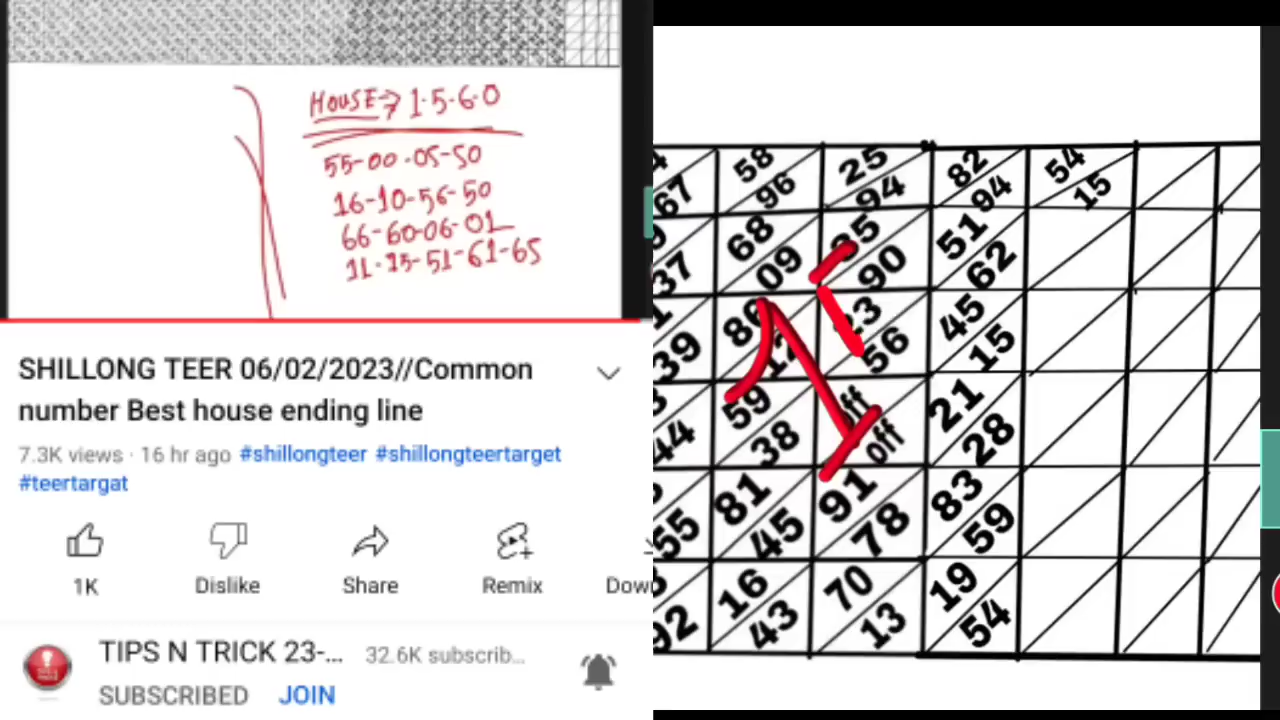 HOUSE→ 1·5·6·0
55-00·05-50
16-10-56-50
66-60-06-01
11·15-51-61-65
SHILLONG TEER 06/02/2023//Common
number Best house ending line
7.3K views · 16 hr ago #shillongteer #shillongteertarget
#teertargat
1K Dislike Share Remix Dow
TIPS N TRICK 23-... 32.6K subscrib...
SUBSCRIBED JOIN
58 25 82 54
67 96 94 94 15
68 51
37 09 90 62
45
39 56 15
59 21
44 38 Off 28
81 91 83
55 45 78 59
16 70 19
92 43 13 54